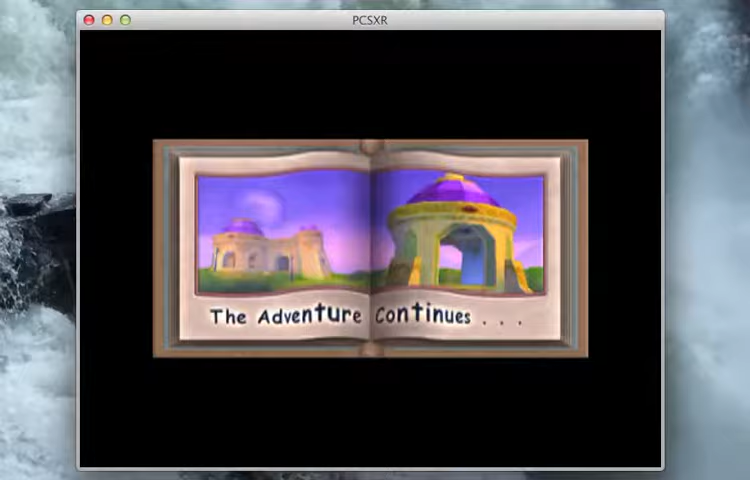 PCSXR
The Adventure Continues . . .